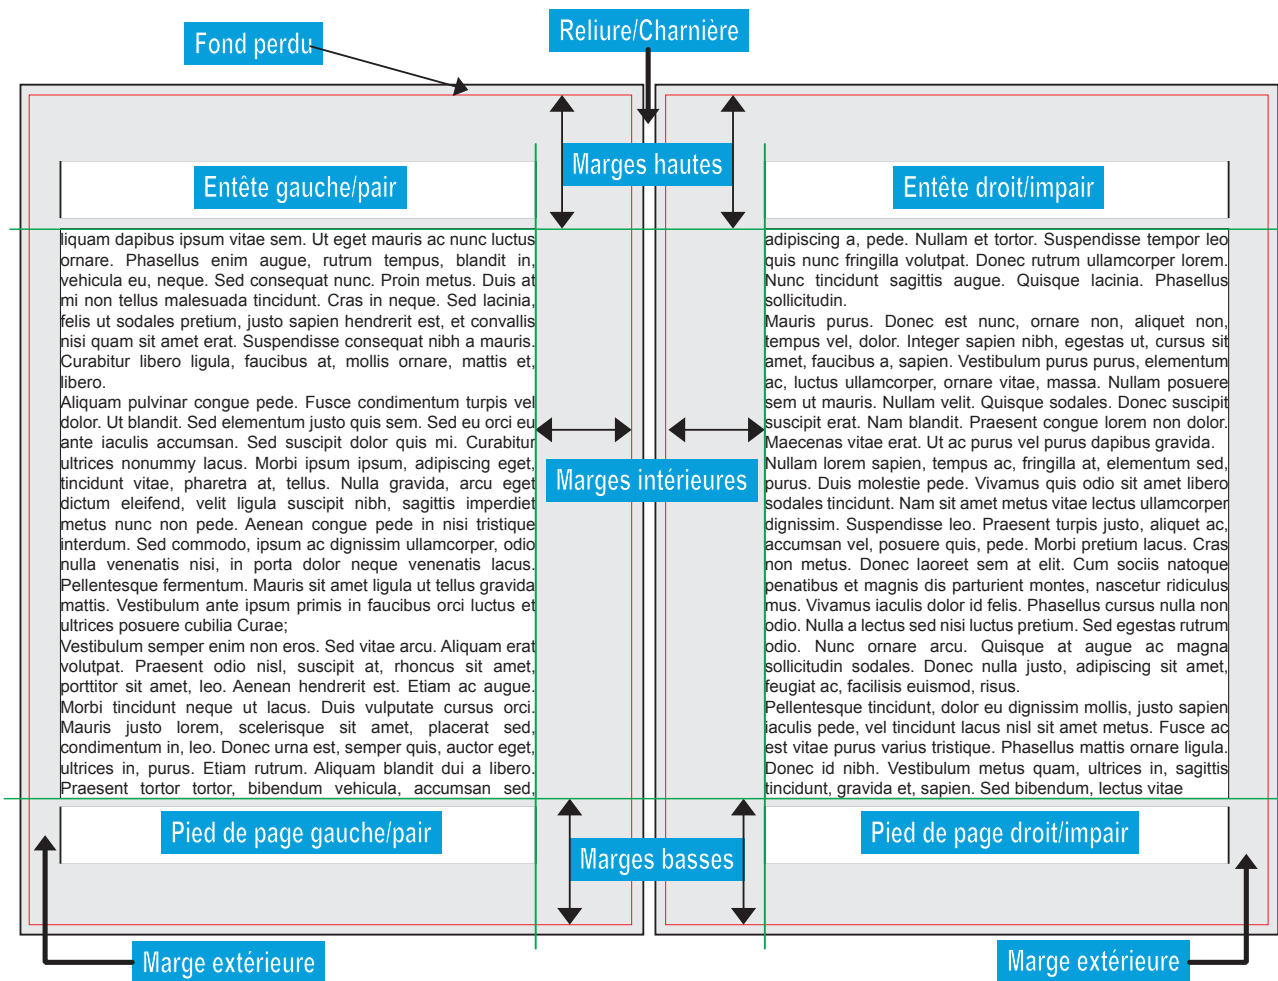 Reliure/Charnière
Fond perdu
Marges hautes
Entête gauche/pair
Entête droit/impair
liquam dapibus ipsum vitae sem. Ut eget mauris ac nunc luctus
ornare. Phasellus enim augue, rutrum tempus, blandit in,
vehicula eu, neque. Sed consequat nunc. Proin metus. Duis at
mi non tellus malesuada tincidunt. Cras in neque. Sed lacinia,
felis ut sodales pretium, justo sapien hendrerit est, et convallis
nisi quam sit amet erat. Suspendisse consequat nibh a mauris.
Curabitur libero ligula, faucibus at, mollis ornare, mattis et,
libero.
Aliquam pulvinar congue pede. Fusce condimentum turpis vel
dolor. Ut blandit. Sed elementum justo quis sem. Sed eu orci eu
ante iaculis accumsan. Sed suscipit dolor quis mi. Curabitur
ultrices nonummy lacus. Morbi ipsum ipsum, adipiscing eget,
tincidunt vitae, pharetra at, tellus. Nulla gravida, arcu eget
dictum eleifend, velit ligula suscipit nibh, sagittis imperdiet
metus nunc non pede. Aenean congue pede in nisi tristique
interdum. Sed commodo, ipsum ac dignissim ullamcorper, odio
nulla venenatis nisi, in porta dolor neque venenatis lacus.
Pellentesque fermentum. Mauris sit amet ligula ut tellus gravida
mattis. Vestibulum ante ipsum primis in faucibus orci luctus et
ultrices posuere cubilia Curae;
Vestibulum semper enim non eros. Sed vitae arcu. Aliquam erat
volutpat. Praesent odio nisl, suscipit at, rhoncus sit amet,
porttitor sit amet, leo. Aenean hendrerit est. Etiam ac augue.
Morbi tincidunt neque ut lacus. Duis vulputate cursus orci.
Mauris justo lorem, scelerisque sit amet, placerat sed,
condimentum in, leo. Donec urna est, semper quis, auctor eget,
ultrices in, purus. Etiam rutrum. Aliquam blandit dui a libero.
Praesent tortor tortor, bibendum vehicula, accumsan sed,
adipiscing a, pede. Nullam et tortor. Suspendisse tempor leo
quis nunc fringilla volutpat. Donec rutrum ullamcorper lorem.
Nunc tincidunt sagittis augue. Quisque lacinia. Phasellus
sollicitudin.
Mauris purus. Donec est nunc, ornare non, aliquet non,
tempus vel, dolor. Integer sapien nibh, egestas ut, cursus sit
amet, faucibus a, sapien. Vestibulum purus purus, elementum
ac, luctus ullamcorper, ornare vitae, massa. Nullam posuere
sem ut mauris. Nullam velit. Quisque sodales. Donec suscipit
suscipit erat. Nam blandit. Praesent congue lorem non dolor.
Maecenas vitae erat. Ut ac purus vel purus dapibus gravida.
Nullam lorem sapien, tempus ac, fringilla at, elementum sed,
purus. Duis molestie pede. Vivamus quis odio sit amet libero
sodales tincidunt. Nam sit amet metus vitae lectus ullamcorper
dignissim. Suspendisse leo. Praesent turpis justo, aliquet ac,
accumsan vel, posuere quis, pede. Morbi pretium lacus. Cras
non metus. Donec laoreet sem at elit. Cum sociis natoque
penatibus et magnis dis parturient montes, nascetur ridiculus
mus. Vivamus iaculis dolor id felis. Phasellus cursus nulla non
odio. Nulla a lectus sed nisi luctus pretium. Sed egestas rutrum
odio. Nunc ornare arcu. Quisque at augue ac magna
sollicitudin sodales. Donec nulla justo, adipiscing sit amet,
feugiat ac, facilisis euismod, risus.
Pellentesque tincidunt, dolor eu dignissim mollis, justo sapien
iaculis pede, vel tincidunt lacus nisl sit amet metus. Fusce ac
est vitae purus varius tristique. Phasellus mattis ornare ligula.
Donec id nibh. Vestibulum metus quam, ultrices in, sagittis
tincidunt, gravida et, sapien. Sed bibendum, lectus vitae
Marges intérieures
Pied de page gauche/pair
Pied de page droit/impair
Marges basses
Marge extérieure
Marge extérieure